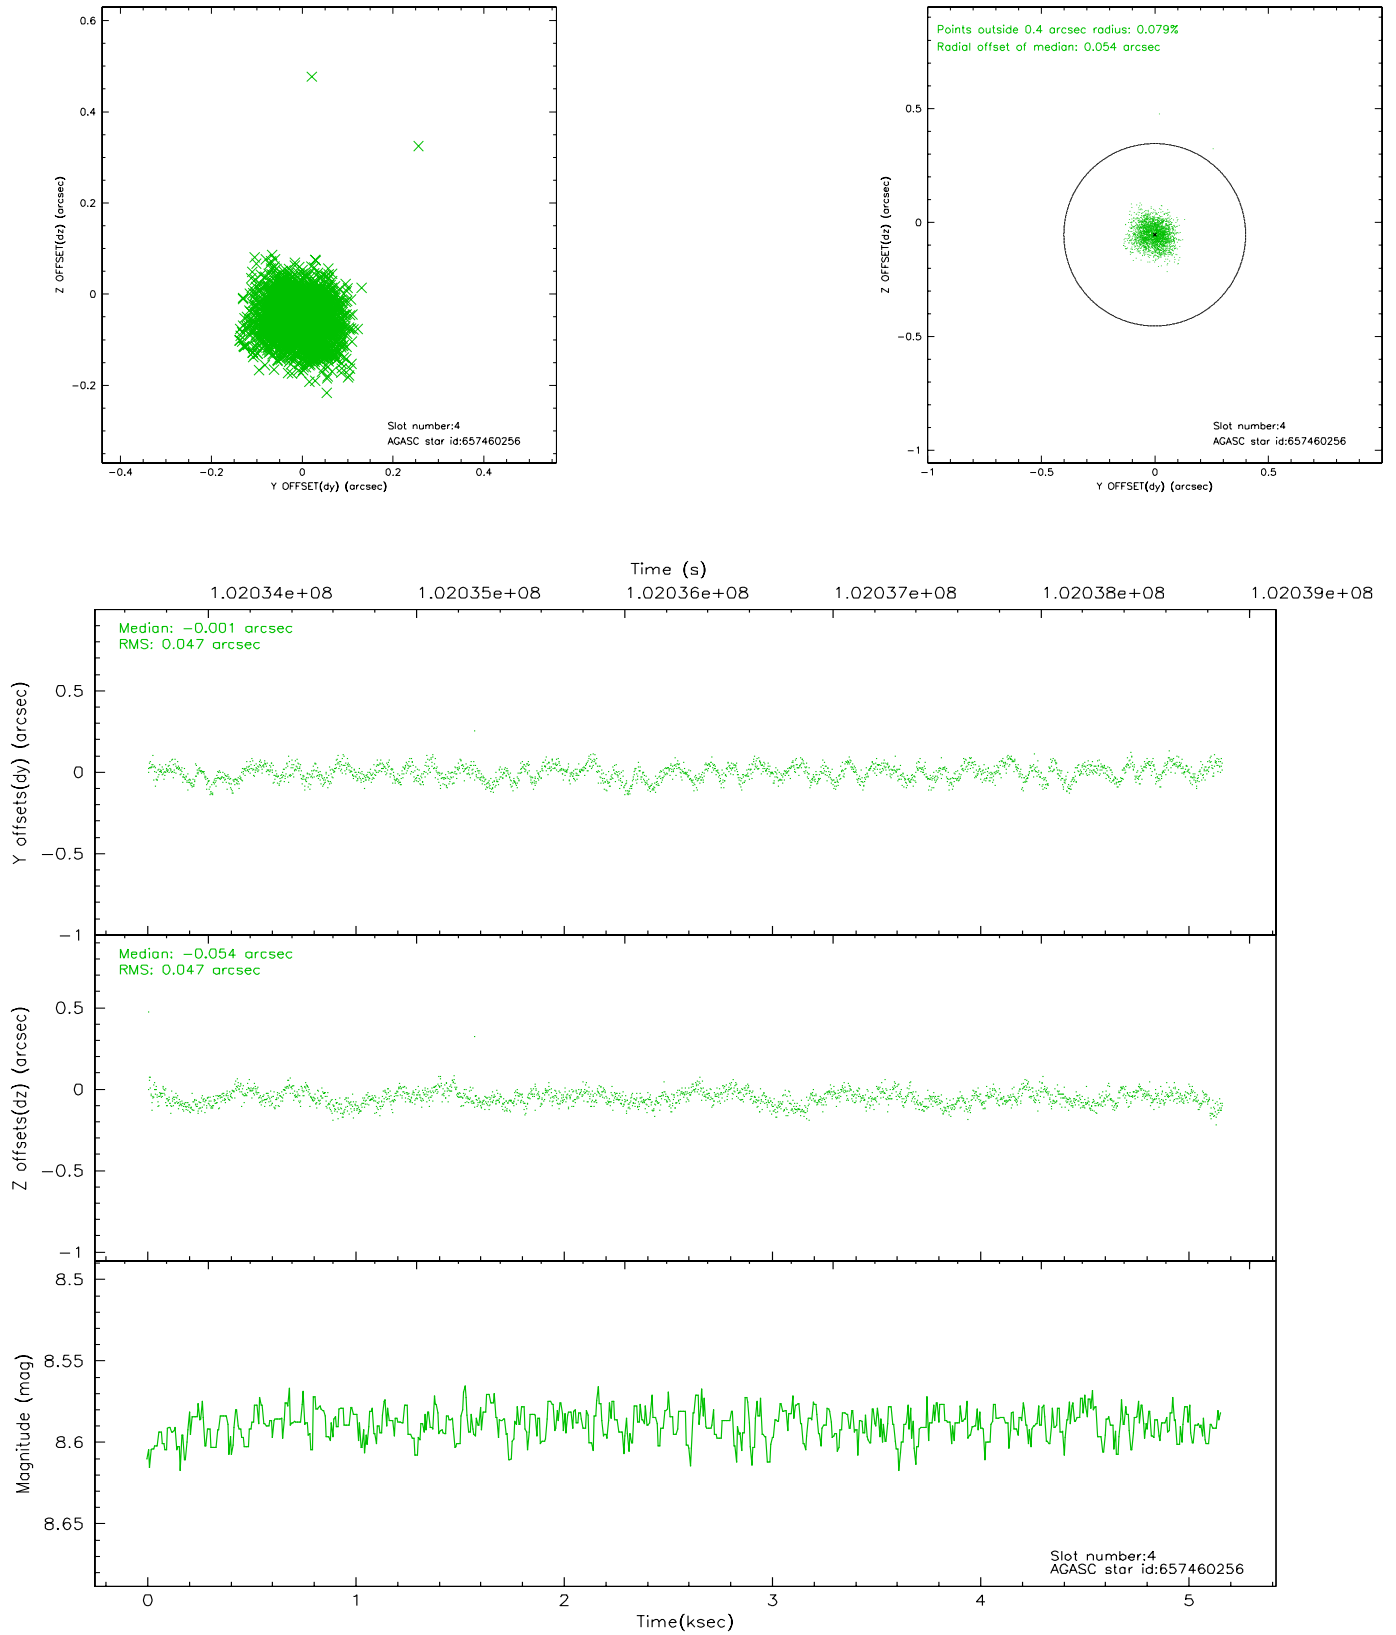 0.6
0.4
0.2
0
−0.2
Z OFFSET(dz) (arcsec)
Slot number:4
AGASC star id:657460256
−0.4
−0.2
0
0.2
0.4
Y OFFSET(dy) (arcsec)
Points outside 0.4 arcsec radius: 0.079%
Radial offset of median: 0.054 arcsec
0.5
0
−0.5
−1
Z OFFSET(dz) (arcsec)
Slot number:4
AGASC star id:657460256
−1
−0.5
0
0.5
Y OFFSET(dy) (arcsec)
Time (s)
1.02034e+08
1.02035e+08
1.02036e+08
1.02037e+08
1.02038e+08
1.02039e+08
Median: −0.001 arcsec
RMS: 0.047 arcsec
0.5
0
−0.5
−1
Y offsets(dy) (arcsec)
Median: −0.054 arcsec
RMS: 0.047 arcsec
0.5
0
−0.5
−1
Z offsets(dz) (arcsec)
8.5
8.55
8.6
8.65
Magnitude (mag)
Slot number:4
AGASC star id:657460256
0
1
2
3
4
5
Time(ksec)